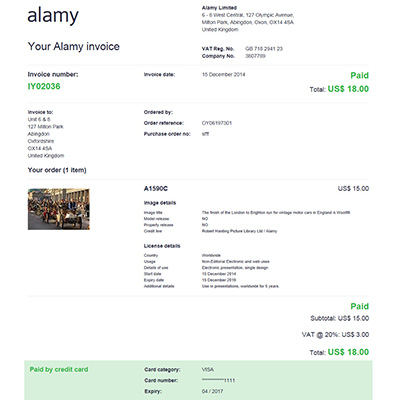 alamy
Alamy Limited
6 - 8 West Central, 127 Olympic Avenue,
Milton Park, Abingdon, Oxon, OX14 4SA
United Kingdom
Your Alamy invoice
VAT Reg. No. GB 718 2941 23
Company No. 3807789
Invoice number:
IY02036
Invoice date: 15 December 2014
Paid
Total: US$ 18.00
Invoice to:
Unit 6 & 8
127 Milton Park
Abingdon
Oxfordshire
OX14 4SA
United Kingdom
Ordered by:
Order reference: OY06197301
Purchase order no:
Your order (1 item)
A1590C US$ 15.00
Image details
Image title The finish of the London to Brighton run for vintage motor cars in England is
Model release NO
Property release NO
Credit line Robert Harding Picture Library Ltd / Alamy
License details
Country Worldwide
Usage Non-Editorial Electronic and web uses
Details of use Electronic presentation, single design
Start date 15 December 2014
Expiry date 15 December 2019
Additional details Use in presentations, worldwide for 5 years.
Paid
Subtotal: US$ 15.00
VAT @ 20%: US$ 3.00
Total: US$ 18.00
Paid by credit card
Card category: VISA
Card number: ************1111
Expiry: 04 / 2017